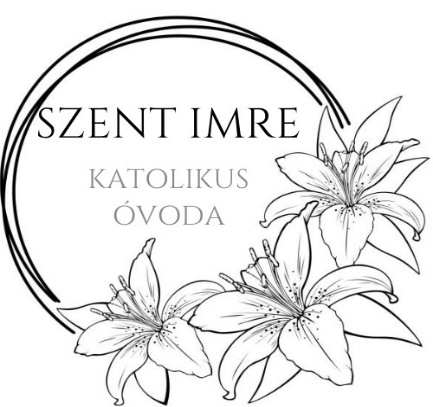 SZENT IMRE
KATOLIKUS
ÓVODA